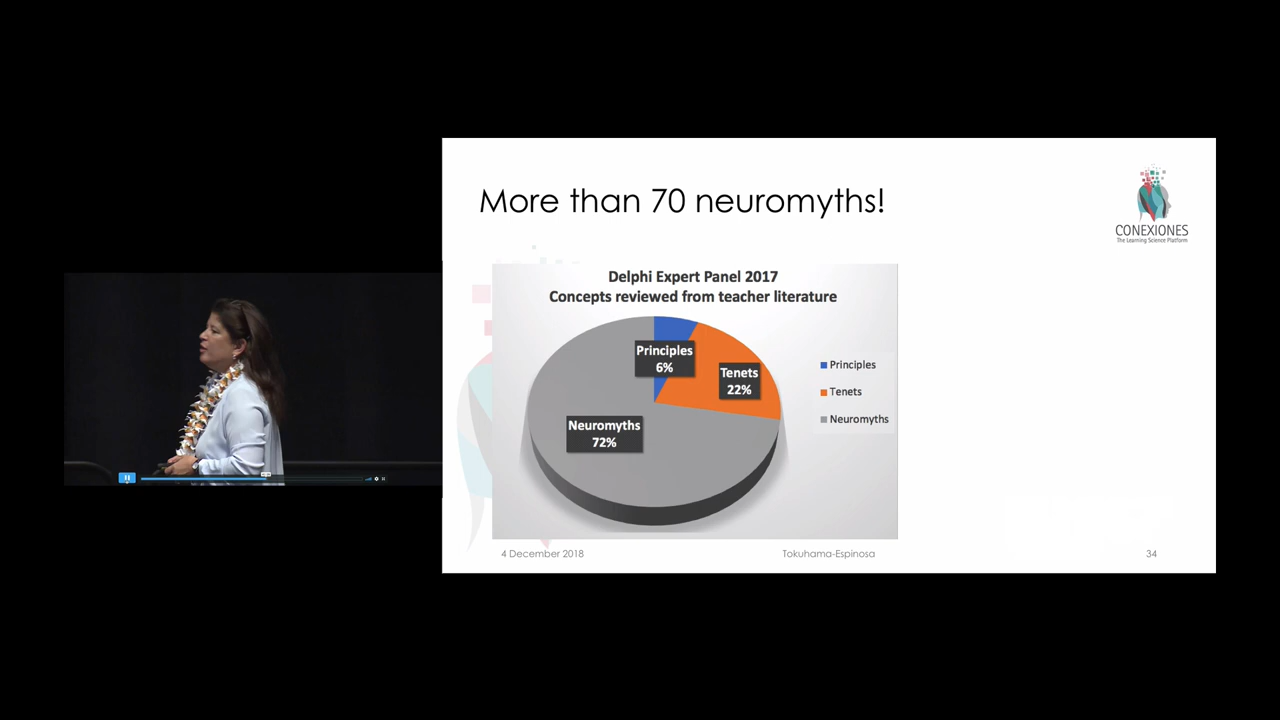 More than 70 neuromyths!
CONEXIONES
The Learning Science Platform
Delphi Expert Panel 2017
Concepts reviewed from teacher literature
Principles
6%
Tenets
22%
Neuromyths
72%
Principles
Tenets
Neuromyths
4 December 2018
Tokuhama-Espinosa
34